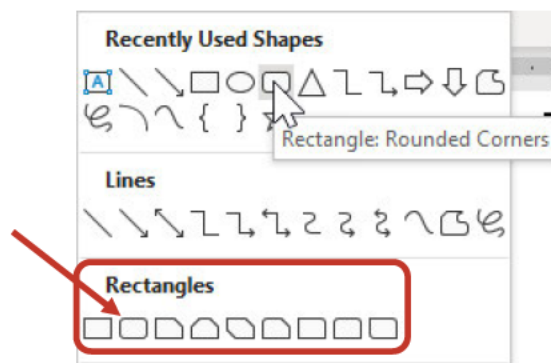 Recently Used Shapes
A
Rectangle: Rounded Corners
Lines
Rectangles